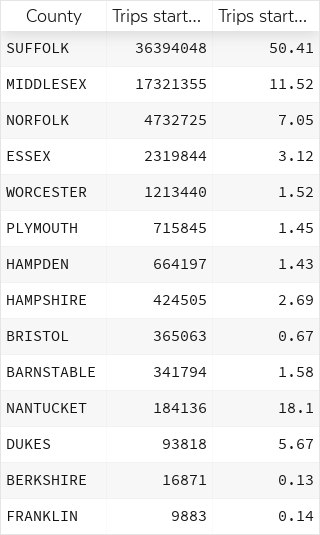 County Trips start... Trips start...
SUFFOLK 36394048 50.41
MIDDLESEX 17321355 11.52
NORFOLK 4732725 7.05
ESSEX 2319844 3.12
WORCESTER 1213440 1.52
PLYMOUTH 715845 1.45
HAMPDEN 664197 1.43
HAMPSHIRE 424505 2.69
BRISTOL 365063 0.67
BARNSTABLE 341794 1.58
NANTUCKET 184136 18.1
DUKES 93818 5.67
BERKSHIRE 16871 0.13
FRANKLIN 9883 0.14